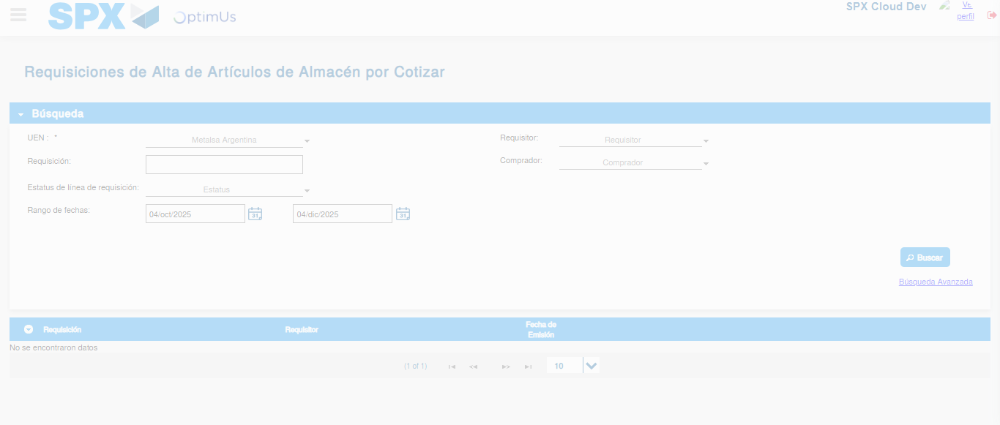 SPX OptimUs
SPX Cloud Dev
Ve
perfil
Requisiciones de Alta de Artículos de Almacén por Cotizar
Búsqueda
UEN : * Metalsa Argentina
Requisitor: Requisitor
Requisición:
Comprador: Comprador
Estatus de línea de requisición: Estatus
Rango de fechas: 04/oct/2025 31 04/dic/2025 31
Buscar
Búsqueda Avanzada
Requisición Requisitor Fecha de
Emisión
No se encontraron datos
(1 of 1) 10